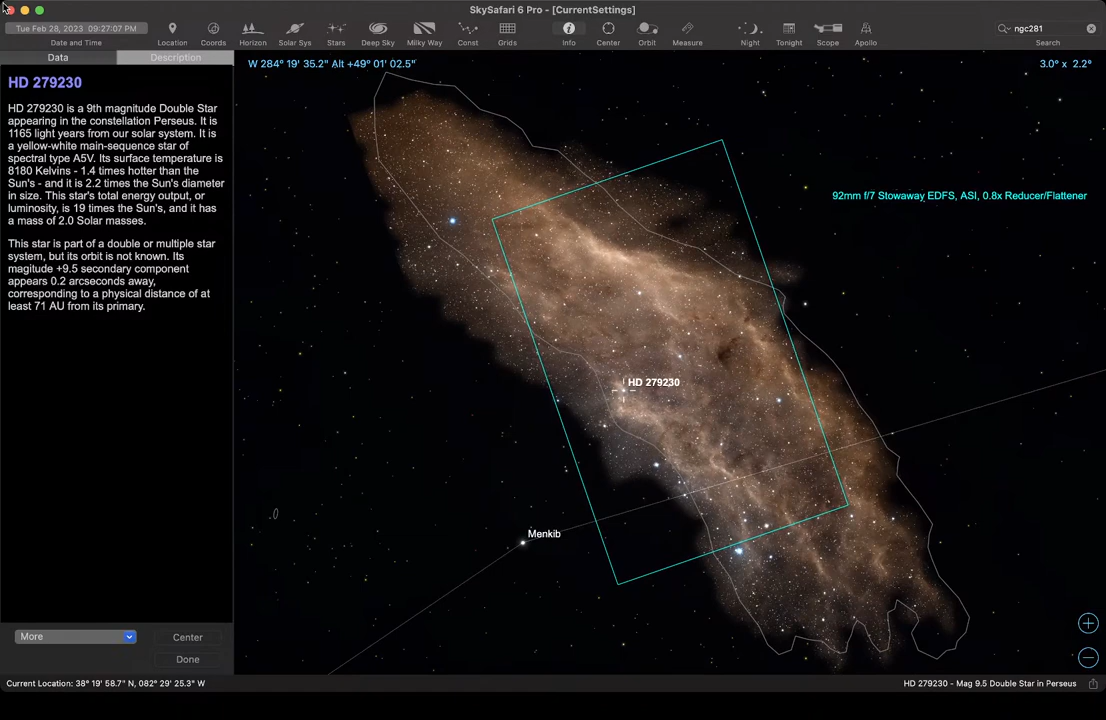 SkySafari 6 Pro - [CurrentSettings]
Tue Feb 28, 2023 09:27:07 PM
Date and Time
Location
Coords
Horizon
Solar Sys
Stars
Deep Sky
Milky Way
Const
Grids
Info
Center
Orbit
Measure
Night
Tonight
Scope
Apollo
ngc281
Search
Data
Description
HD 279230
HD 279230 is a 9th magnitude Double Star
appearing in the constellation Perseus. It is
1165 light years from our solar system. It is
a yellow-white main-sequence star of
spectral type A5V. Its surface temperature is
8180 Kelvins - 1.4 times hotter than the
Sun's - and it is 2.2 times the Sun's diameter
in size. This star's total energy output, or
luminosity, is 19 times the Sun's, and it has
a mass of 2.0 Solar masses.
This star is part of a double or multiple star
system, but its orbit is not known. Its
magnitude +9.5 secondary component
appears 0.2 arcseconds away,
corresponding to a physical distance of at
least 71 AU from its primary.
More
Center
Done
W 284° 19' 35.2" Alt +49° 01' 02.5"
3.0° x 2.2°
92mm f/7 Stowaway EDFS, ASI, 0.8x Reducer/Flattener
HD 279230
Menkib
Current Location: 38° 19' 58.7" N, 082° 29' 25.3" W
HD 279230 - Mag 9.5 Double Star in Perseus